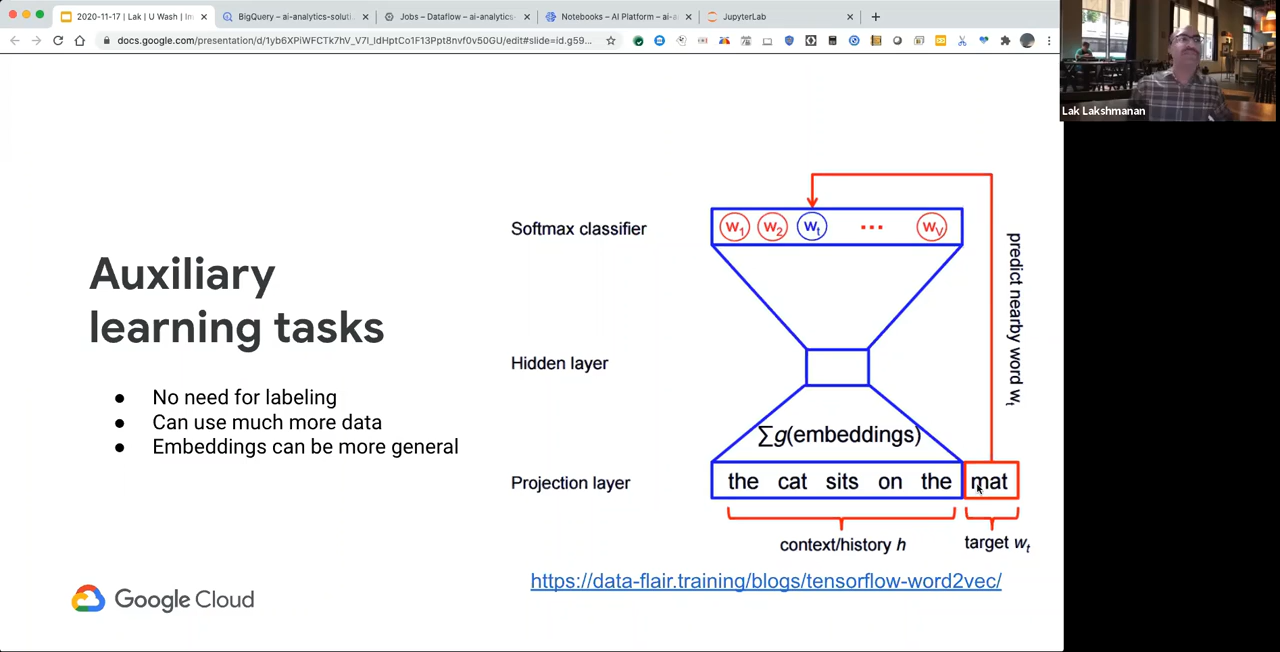 2020-11-17 | Lak | U Wash | Im
BigQuery – ai-analytics-soluti
Jobs – Dataflow – ai-analytics-
Notebooks – AI Platform – ai-a
JupyterLab
docs.google.com/presentation/d/1yb6XPiWFCTk7hV_V7l_ldHptCo1F13Ppt8nvf0v50GU/edit#slide=id.g59...
Lak Lakshmanan
Auxiliary
learning tasks
● No need for labeling
● Can use much more data
● Embeddings can be more general
Google Cloud
Softmax classifier
w1 w2 wt ... wV
predict nearby word wt
Hidden layer
∑g(embeddings)
Projection layer
the cat sits on the mat
context/history h
target wt
https://data-flair.training/blogs/tensorflow-word2vec/